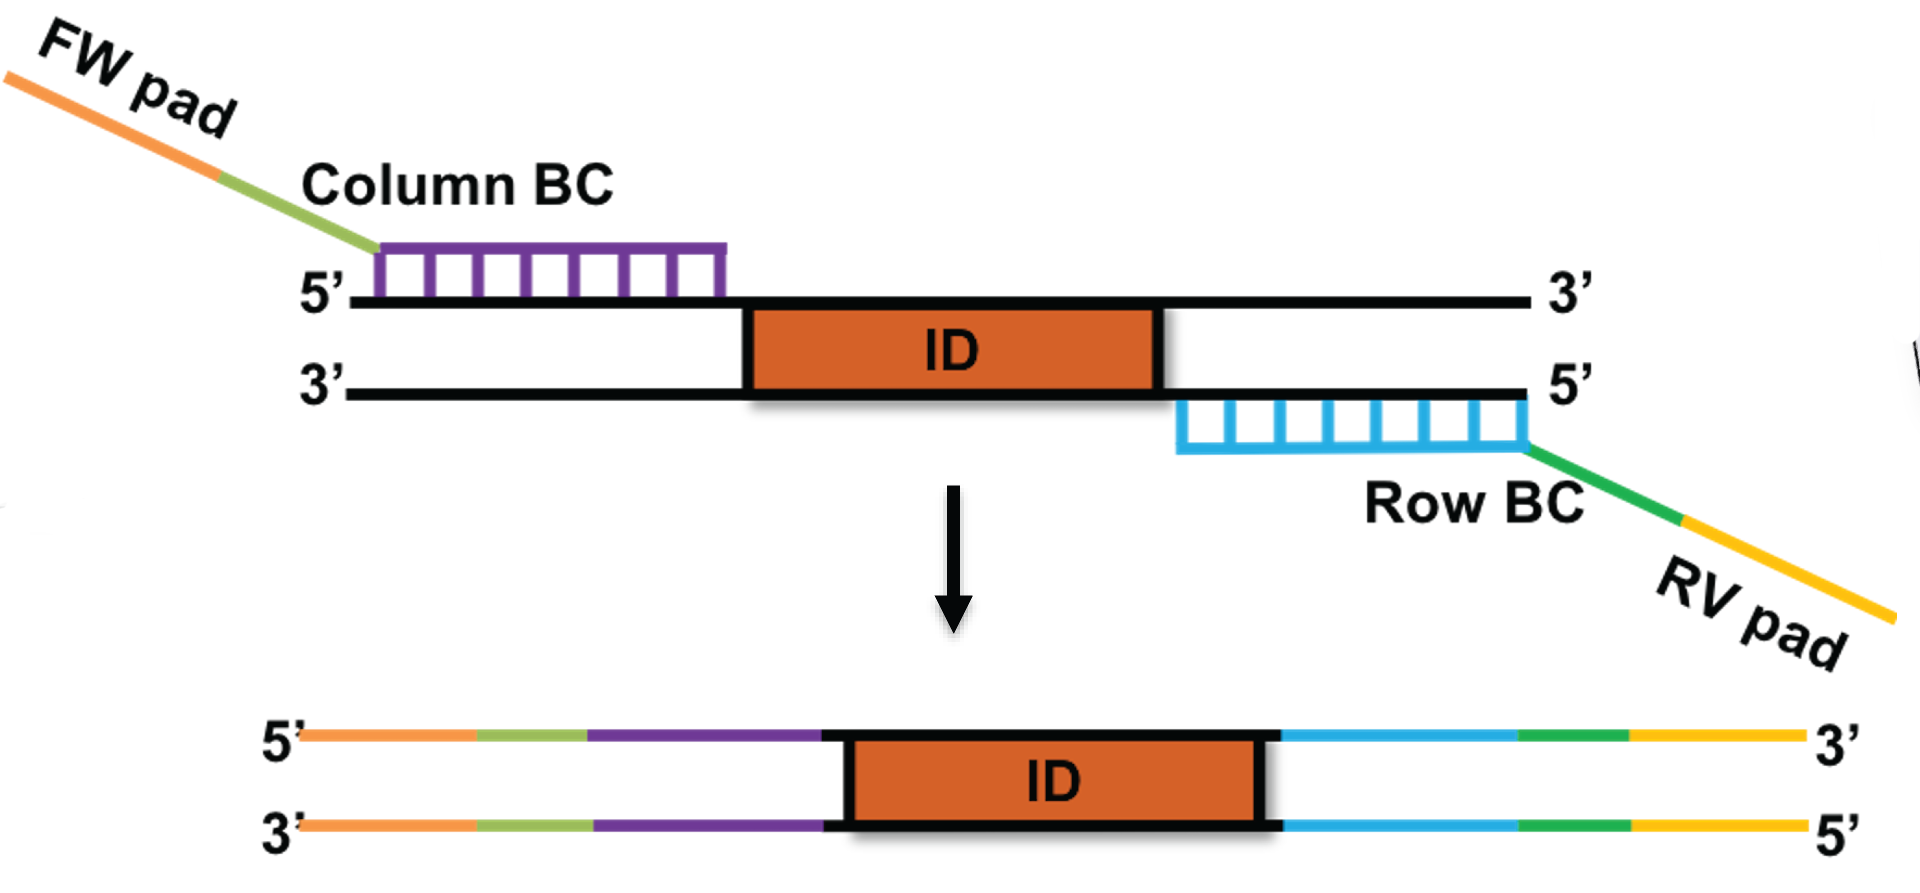 FW pad
Column BC
5’ 3’
ID
3’ 5’
Row BC
RV pad
5’ 3’
ID
3’ 5’